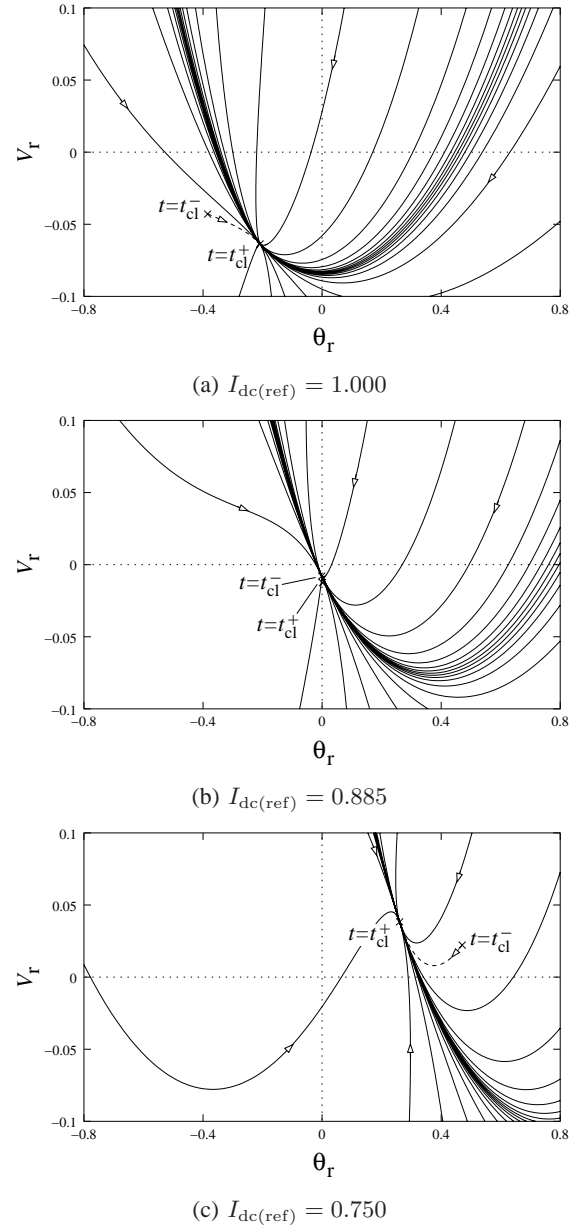 0.1
0.05
0
−0.05
−0.1
V_r
t=t_cl^−
t=t_cl^+
−0.8 −0.4 0 0.4 0.8
θ_r
(a) I_dc(ref) = 1.000
0.1
0.05
0
−0.05
−0.1
V_r
t=t_cl^−
t=t_cl^+
−0.8 −0.4 0 0.4 0.8
θ_r
(b) I_dc(ref) = 0.885
0.1
0.05
0
−0.05
−0.1
V_r
t=t_cl^+ t=t_cl^−
−0.8 −0.4 0 0.4 0.8
θ_r
(c) I_dc(ref) = 0.750